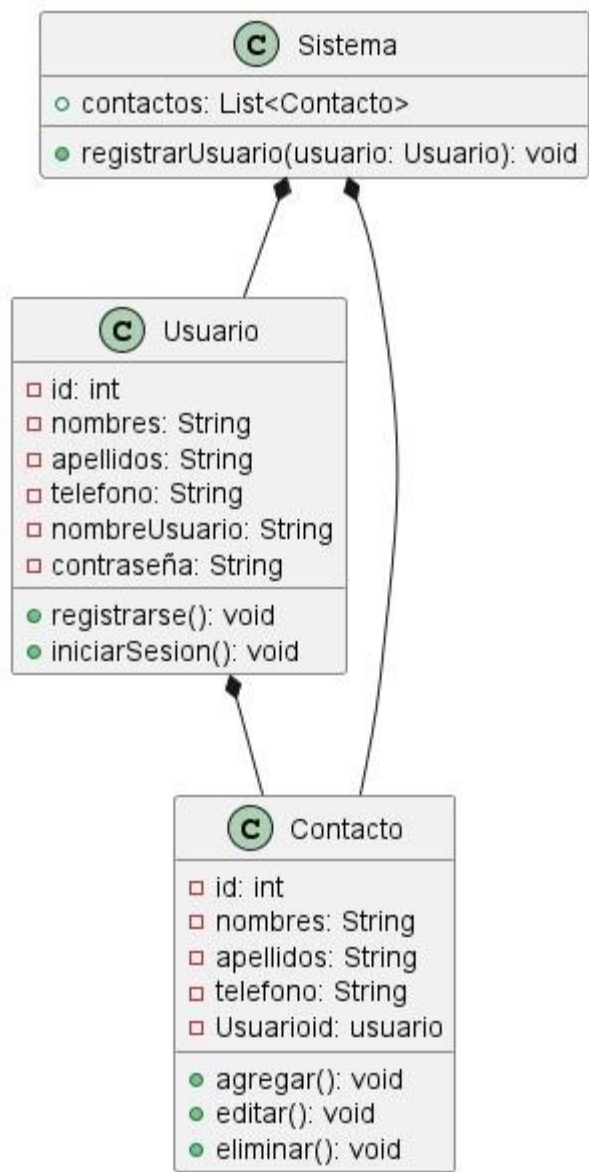 C Sistema
contactos: List<Contacto>
registrarUsuario(usuario: Usuario): void
C Usuario
id: int
nombres: String
apellidos: String
telefono: String
nombreUsuario: String
contraseña: String
registrarse(): void
iniciarSesion(): void
C Contacto
id: int
nombres: String
apellidos: String
telefono: String
Usuarioid: usuario
agregar(): void
editar(): void
eliminar(): void